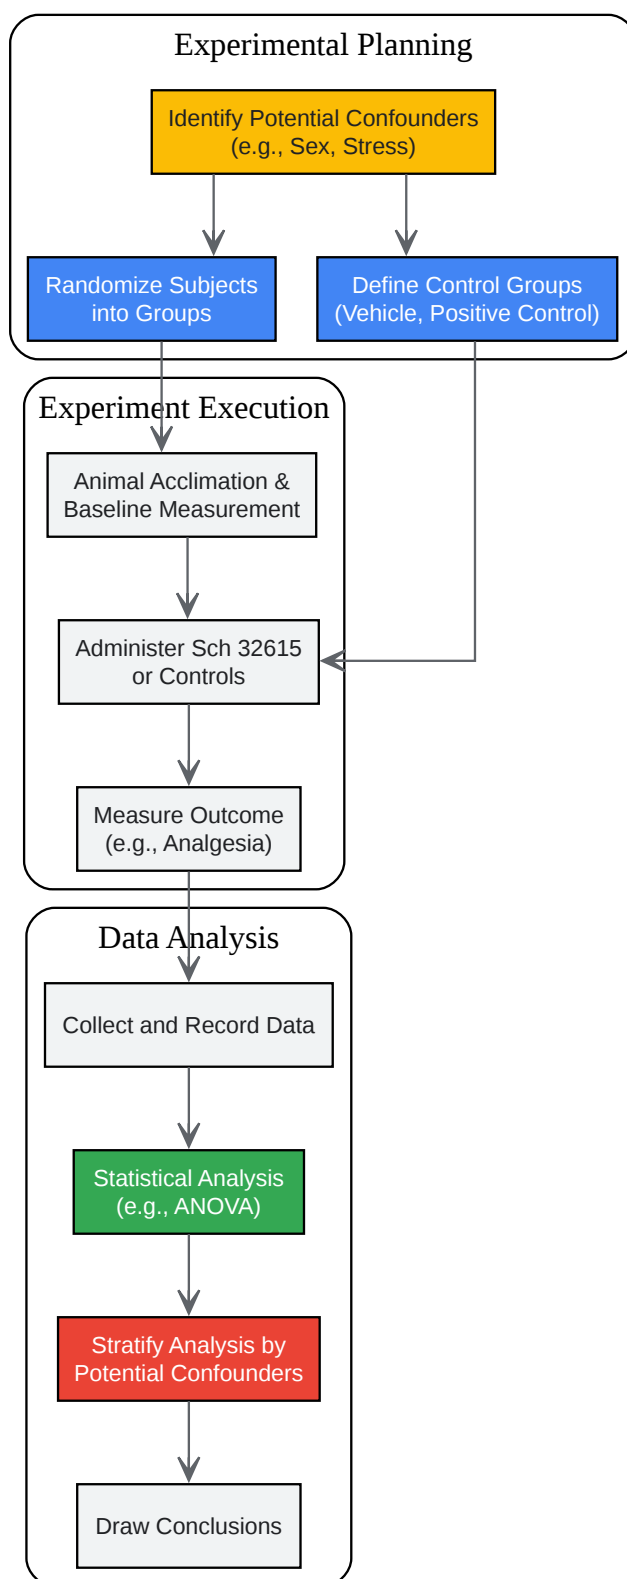 Experimental Planning
Identify Potential Confounders
(e.g., Sex, Stress)
Randomize Subjects
into Groups
Define Control Groups
(Vehicle, Positive Control)
Experiment Execution
Animal Acclimation &
Baseline Measurement
Administer Sch 32615
or Controls
Measure Outcome
(e.g., Analgesia)
Data Analysis
Collect and Record Data
Statistical Analysis
(e.g., ANOVA)
Stratify Analysis by
Potential Confounders
Draw Conclusions